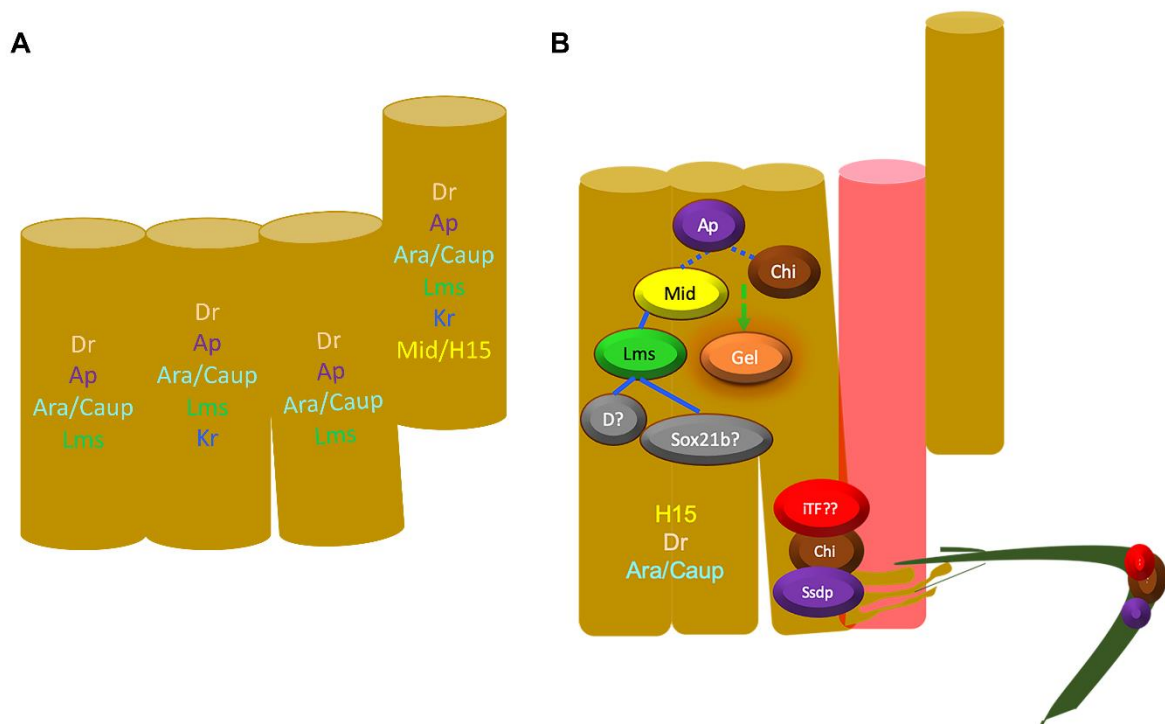 A
Dr
Ap
Ara/Caup
Lms
Dr
Ap
Ara/Caup
Lms
Kr
Dr
Ap
Ara/Caup
Lms
Dr
Ap
Ara/Caup
Lms
Kr
Mid/H15
B
Ap
Chi
Mid
Lms
Gel
D?
Sox21b?
H15
Dr
Ara/Caup
iTF??
Chi
Ssdp